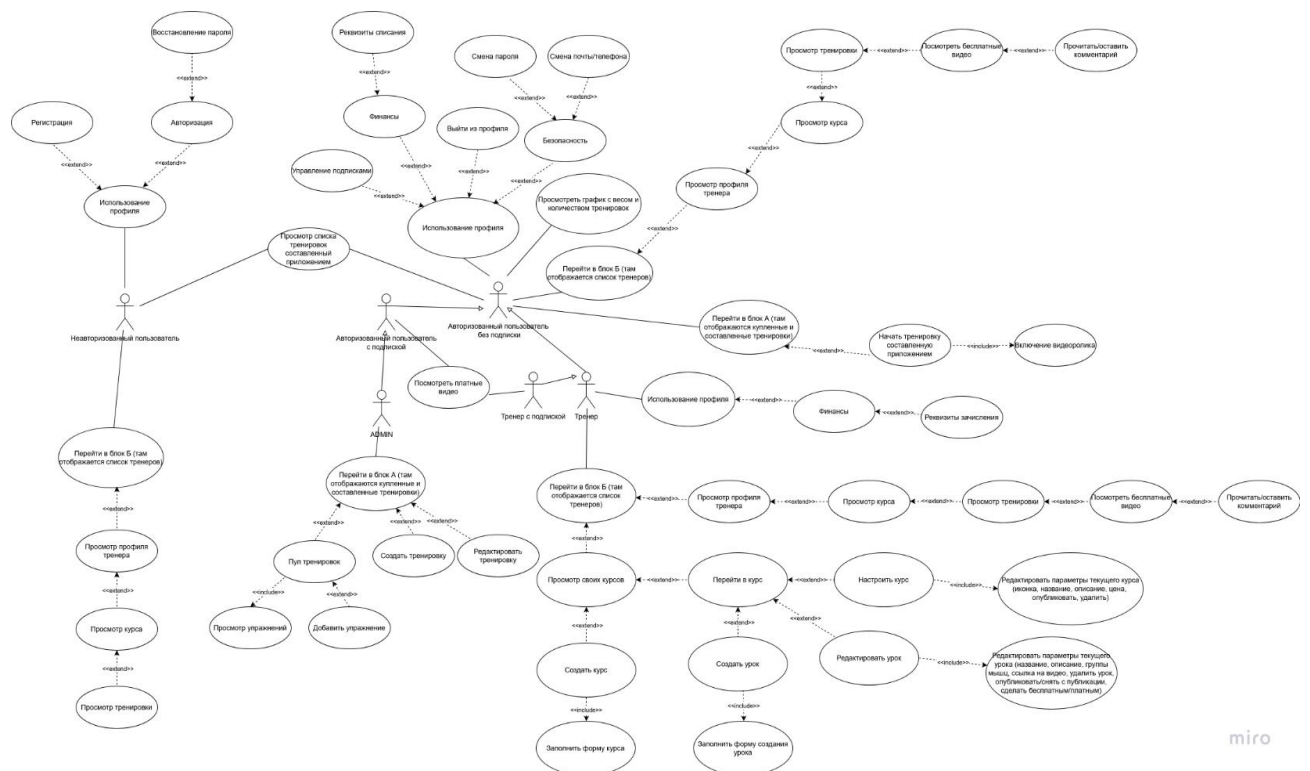 Восстановление пароля
<<extend>>
Регистрация
Авторизация
<<extend>>
<<extend>>
Использование
профиля
Реквизиты списания
<<extend>>
Финансы
Смена пароля
Смена почты/телефона
<<extend>>
<<extend>>
Выйти из профиля
Безопасность
Управление подписками
<<extend>>
<<extend>>
<<extend>>
<<extend>>
Использование профиля
Просмотреть график с весом и
количеством тренировок
Просмотр тренировки
<<extend>>
Посмотреть бесплатные
видео
<<extend>>
Прочитать/оставить
комментарий
<<extend>>
Просмотр курса
<<extend>>
Просмотр профиля
тренера
<<extend>>
Перейти в блок Б (там
отображается список тренеров)
Просмотр списка
тренировок
составленный
приложением
Неавторизованный пользователь
Авторизованный пользователь
с подпиской
Авторизованный пользователь
без подписки
Перейти в блок А (там
отображаются купленные и
составленные тренировки)
<<extend>>
Начать тренировку
составленную
приложением
<<include>>
Включение видеоролика
Посмотреть платные
видео
Тренер с подпиской
Тренер
ADMIN
Использование профиля
<<extend>>
Финансы
<<extend>>
Реквизиты зачисления
Перейти в блок Б (там
отображается список тренеров)
<<extend>>
Просмотр профиля
тренера
<<extend>>
Просмотр курса
<<extend>>
Просмотр тренировки
Перейти в блок А (там
отображаются купленные и
составленные тренировки)
<<extend>>
<<extend>>
<<extend>>
Пул тренировок
Создать тренировку
Редактировать
тренировку
<<include>>
<<extend>>
Просмотр упражнений
Добавить упражнение
Перейти в блок Б (там
отображается список
тренеров)
<<extend>>
Просмотр профиля
тренера
<<extend>>
Просмотр курса
<<extend>>
Просмотр тренировки
<<extend>>
Посмотреть бесплатные
видео
<<extend>>
Прочитать/оставить
комментарий
<<extend>>
Просмотр своих курсов
<<extend>>
Перейти в курс
<<extend>>
Настроить курс
<<include>>
Редактировать параметры текущего курса
(иконка, название, описание, цена,
опубликовать, удалить)
<<extend>>
<<extend>>
<<extend>>
Создать курс
Создать урок
Редактировать урок
<<include>>
Редактировать параметры текущего
урока (название, описание, группы
мышц, ссылка на видео, удалить урок,
опубликовать/снять с публикации,
сделать бесплатным/платным)
<<include>>
<<include>>
Заполнить форму курса
Заполнить форму создания
урока
miro